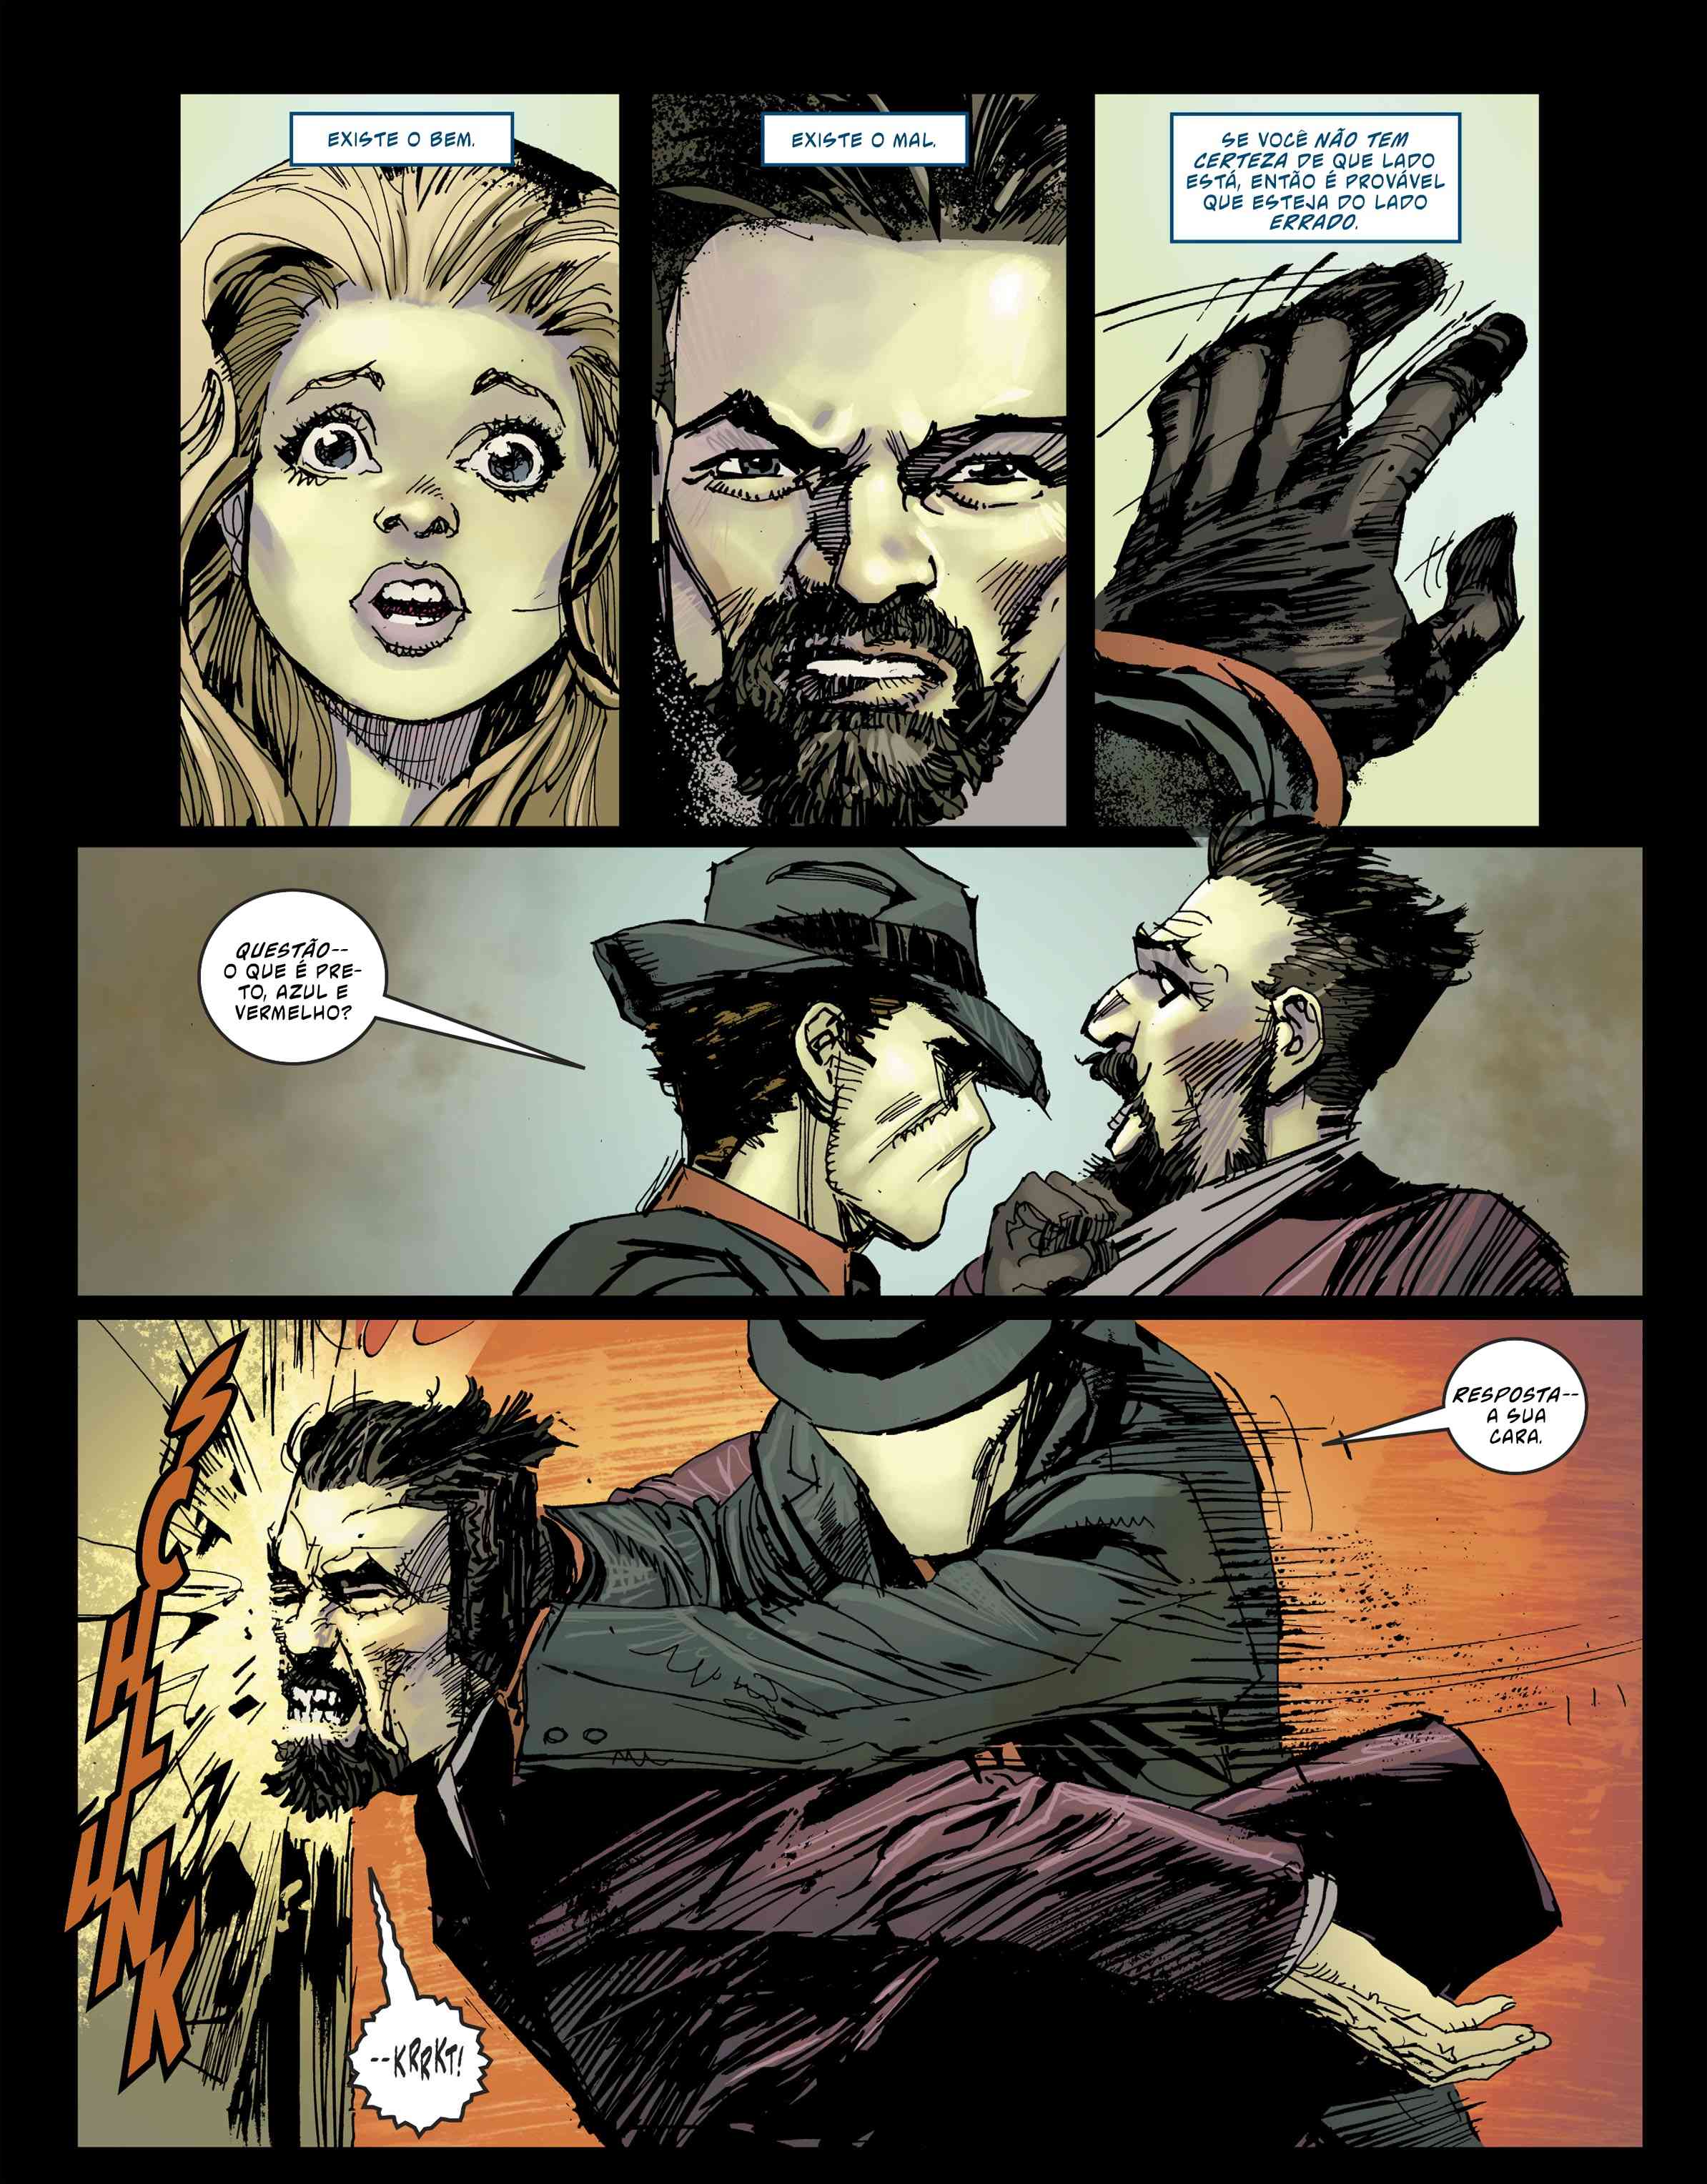 EXISTE O BEM.
EXISTE O MAL.
SE VOCÊ NÃO TEM
CERTEZA DE QUE LADO
ESTÁ, ENTÃO É PROVÁVEL
QUE ESTEJA DO LADO
ERRADO.
QUESTÃO--
O QUE É PRE-
TO, AZUL E
VERMELHO?
RESPOSTA--
A SUA
CARA.
SCHLUNK
--KRRKT!